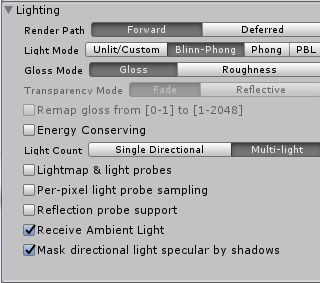 Lighting
Render Path Forward Deferred
Light Mode Unlit/Custom Blinn-Phong Phong PBL
Gloss Mode Gloss Roughness
Transparency Mode Fade Reflective
Remap gloss from [0-1] to [1-2048]
Energy Conserving
Light Count Single Directional Multi-light
Lightmap & light probes
Per-pixel light probe sampling
Reflection probe support
Receive Ambient Light
Mask directional light specular by shadows